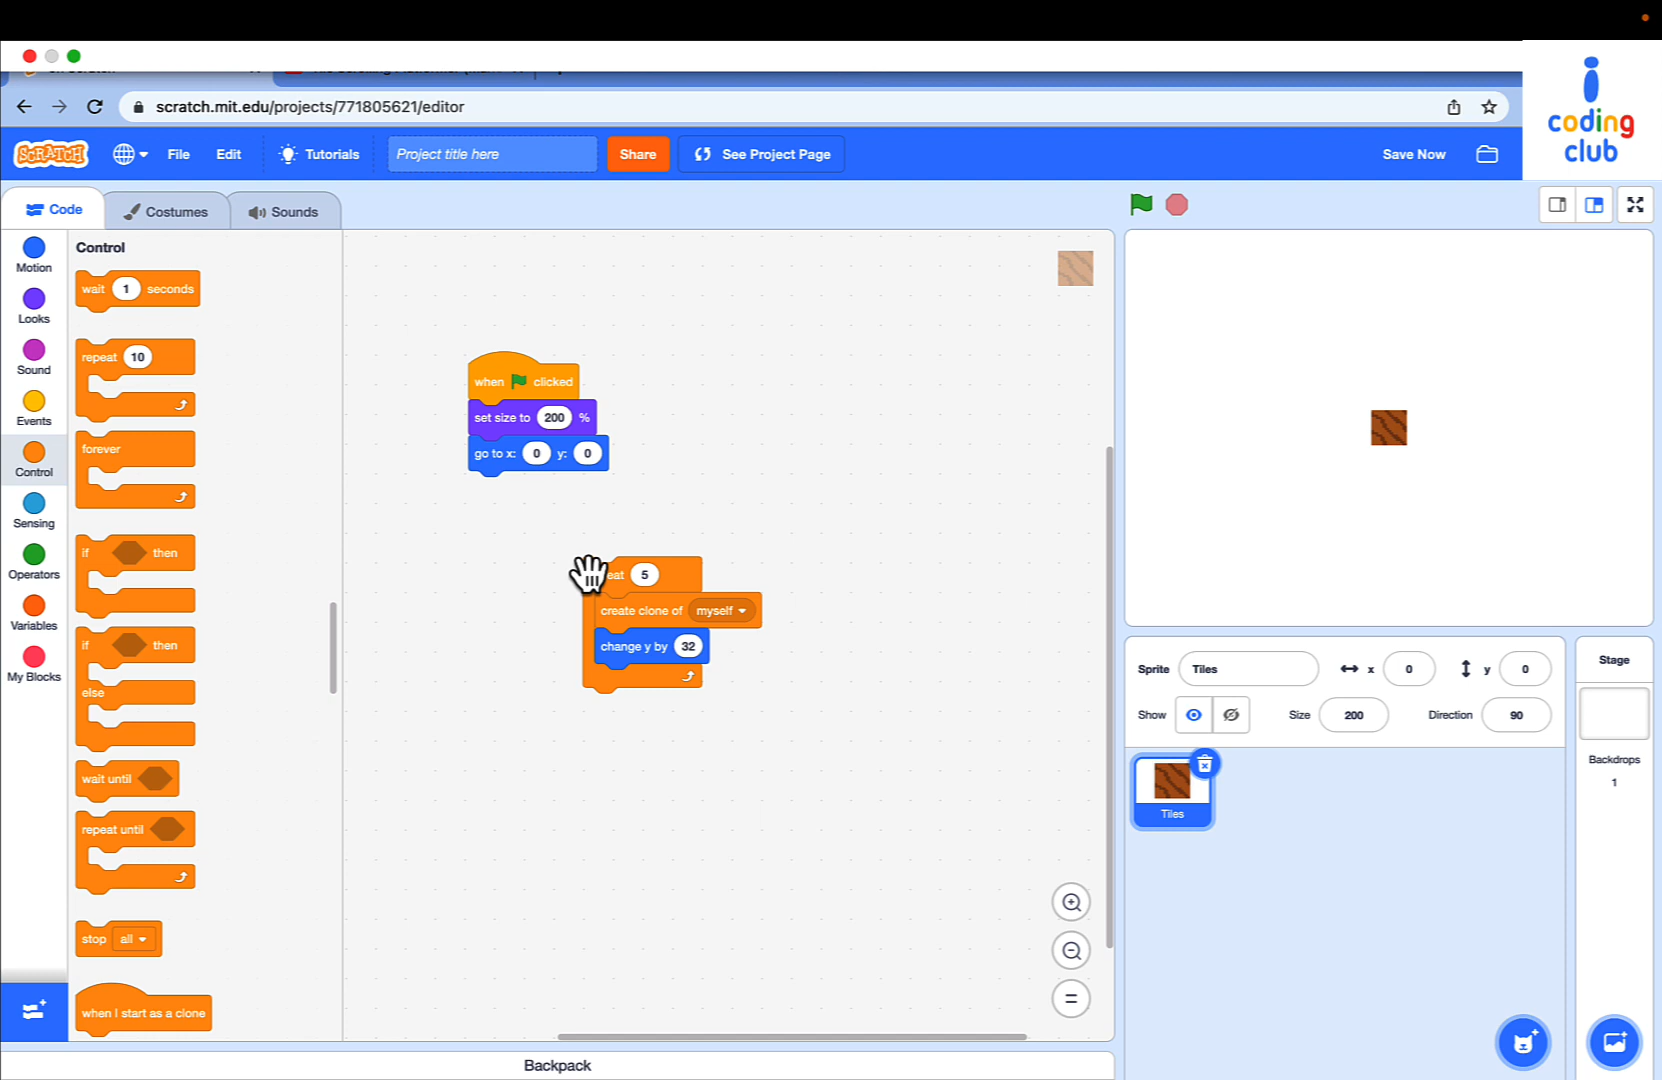 scratch.mit.edu/projects/771805621/editor
coding
club
SCRATCH
File
Edit
Tutorials
Project title here
Share
See Project Page
Save Now
Code
Costumes
Sounds
Motion
Looks
Sound
Events
Control
Sensing
Operators
Variables
My Blocks
Control
wait 1 seconds
repeat 10
forever
if then
if then
else
wait until
repeat until
stop all
when I start as a clone
when clicked
set size to 200 %
go to x: 0 y: 0
eat 5
create clone of myself
change y by 32
Sprite Tiles x 0 y 0
Show Size 200 Direction 90
Tiles
Stage
Backdrops
1
Backpack